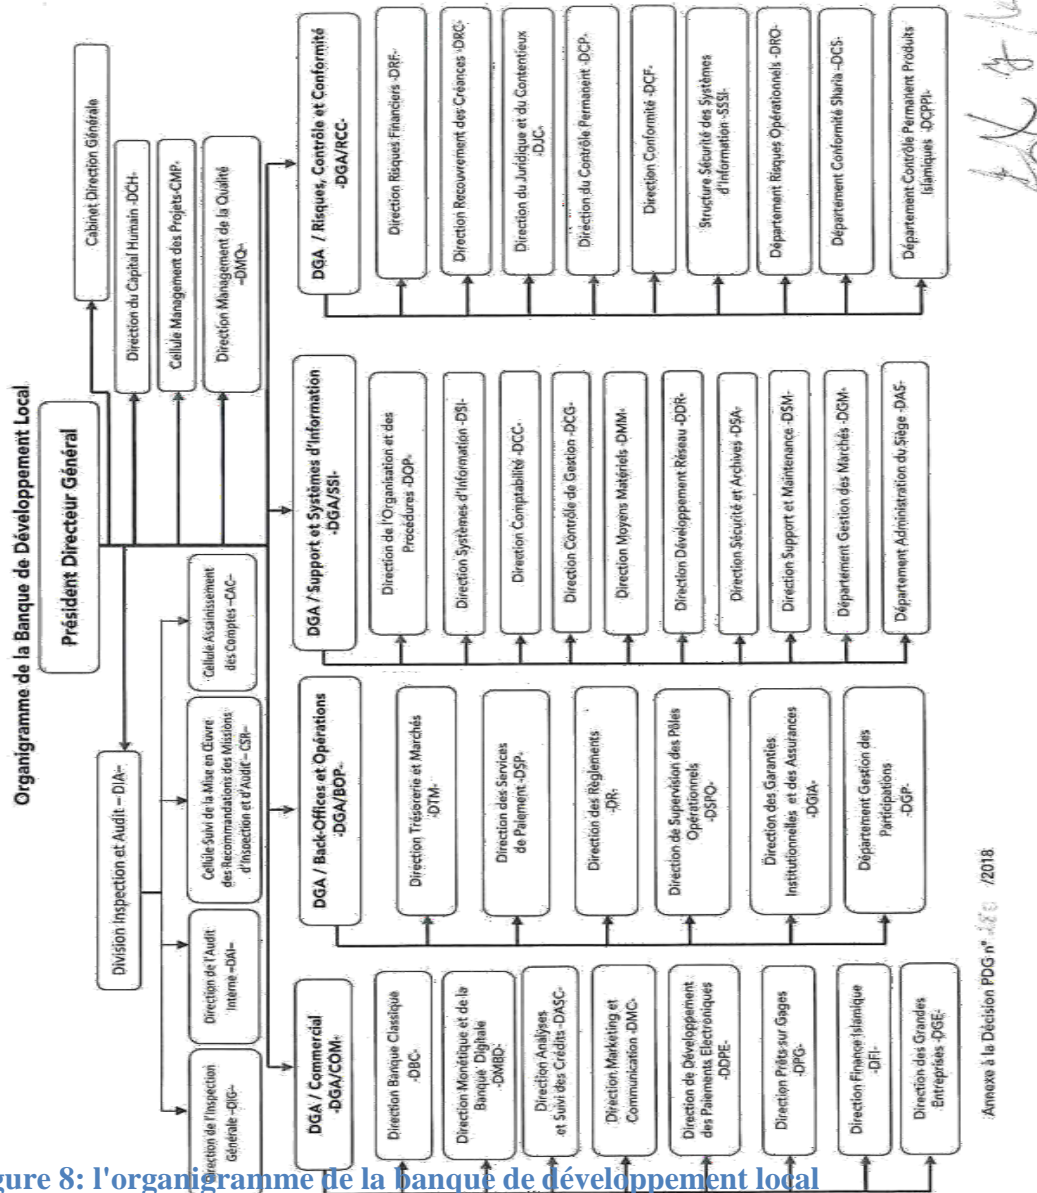 Organigramme de la Banque de Développement Local
Président Directeur Général
Cabinet Direction Générale
Direction du Capital Humain -DCH-
Cellule Management des Projets-CMP-
Direction Management de la Qualité
-DMQ-
Division Inspection et Audit – DIA–
Direction de l'Inspection
Générale –DIG–
Direction de l'Audit
Interne –DAI–
Cellule Suivi de la Mise en Œuvre
des Recommandations des Missions
d'Inspection et d'Audit – CSR–
Cellule Assainissement
des Comptes –CAC–
DGA / Commercial
-DGA/COM-
Direction Banque Classique
-DBC-
Direction Monétique et de la
Banque Digitale
-DMBD-
Direction Analyses
et Suivi des Crédits -DASC-
Direction Marketing et
Communication -DMC-
Direction de Développement
des Paiements Electroniques
-DDPE-
Direction Prêts sur Gages
-DPG-
Direction Finance Islamique
-DFI-
Direction des Grandes
Entreprises -DGE-
DGA / Back-Offices et Opérations
-DGA/BOP-
Direction Trésorerie et Marchés
-DTM-
Direction des Services
de Paiement -DSP-
Direction des Règlements
-DR-
Direction de Supervision des Pôles
Opérationnels
-DSPO-
Direction des Garanties
Institutionnelles et des Assurances
-DGIA-
Département Gestion des
Participations
-DGP-
DGA / Support et Systèmes d'Information
-DGA/SSI-
Direction de l'Organisation et des
Procédures -DOP-
Direction Systèmes d'Information -DSI-
Direction Comptabilité -DCC-
Direction Contrôle de Gestion -DCG-
Direction Moyens Matériels -DMM-
Direction Développement Réseau -DDR-
Direction Sécurité et Archives -DSA-
Direction Support et Maintenance -DSM-
Département Gestion des Marchés -DGM-
Département Administration du Siège -DAS-
DGA / Risques, Contrôle et Conformité
-DGA/RCC-
Direction Risques Financiers -DRF-
Direction Recouvrement des Créances -DRC-
Direction du Juridique et du Contentieux
-DJC-
Direction du Contrôle Permanent -DCP-
Direction Conformité -DCF-
Structure Sécurité des Systèmes
d'Information -SSSI-
Département Risques Opérationnels -DRO-
Département Conformité Sharia –DCS-
Département Contrôle Permanent Produits
Islamiques -DCPPI-
Annexe à la Décision PDG n° /2018
gure 8: l'organigramme de la banque de développement local